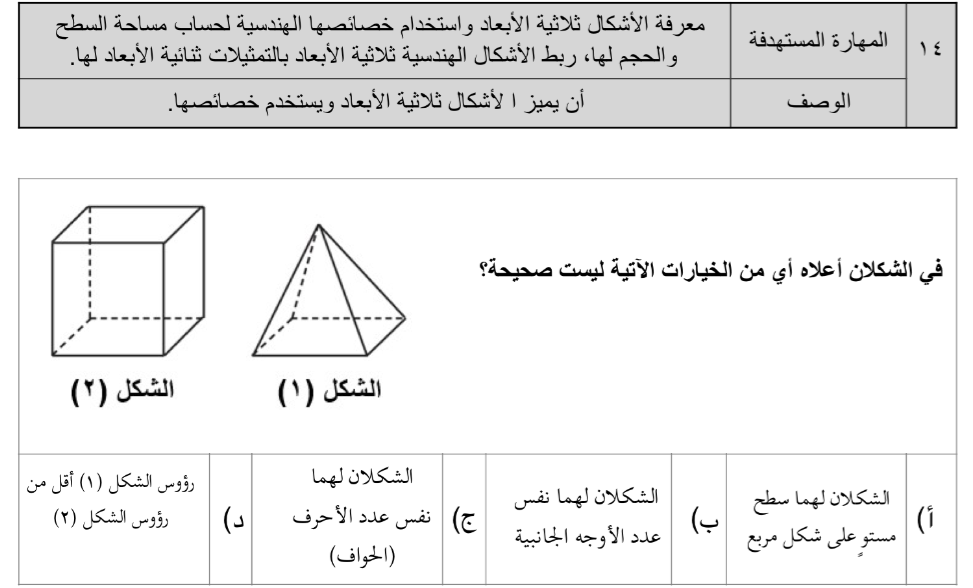 ١٤
المهارة المستهدفة
معرفة الأشكال ثلاثية الأبعاد واستخدام خصائصها الهندسية لحساب مساحة السطح
والحجم لها، ربط الأشكال الهندسية ثلاثية الأبعاد بالتمثيلات ثنائية الأبعاد لها.
الوصف
أن يميز ا لأشكال ثلاثية الأبعاد ويستخدم خصائصها.
في الشكلان أعلاه أي من الخيارات الآتية ليست صحيحة؟
الشكل (١)
الشكل (٢)
أ)
الشكلان لهما سطح
مستوٍ على شكل مربع
ب)
الشكلان لهما نفس
عدد الأوجه الجانبية
ج)
الشكلان لهما
نفس عدد الأحرف
(الحواف)
د)
رؤوس الشكل (١) أقل من
رؤوس الشكل (٢)